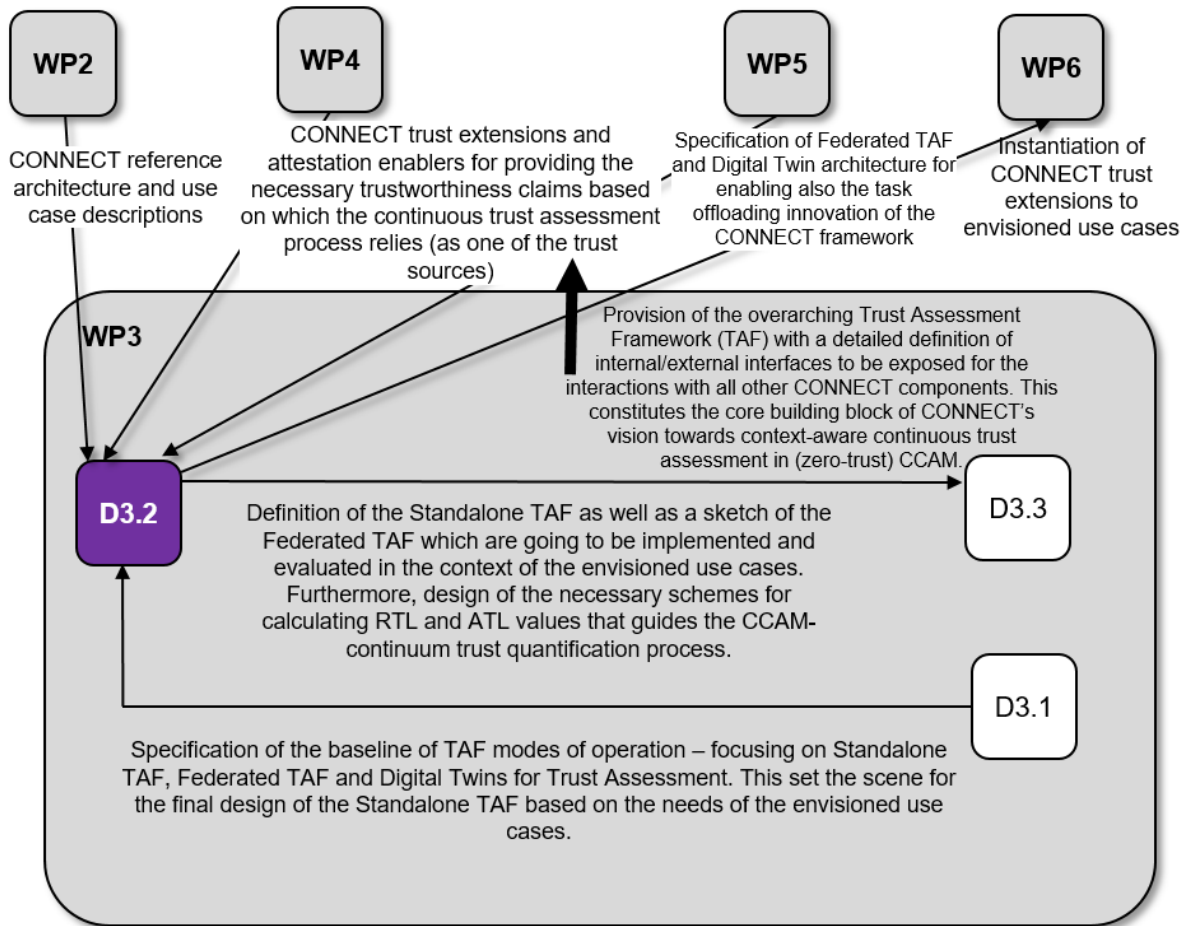 WP2
WP4
WP5
WP6
CONNECT reference
architecture and use
case descriptions
CONNECT trust extensions and
attestation enablers for providing the
necessary trustworthiness claims based
on which the continuous trust assessment
process relies (as one of the trust
sources)
Specification of Federated TAF
and Digital Twin architecture for
enabling also the task
offloading innovation of the
CONNECT framework
Instantiation of
CONNECT trust
extensions to
envisioned use cases
WP3
Provision of the overarching Trust Assessment
Framework (TAF) with a detailed definition of
internal/external interfaces to be exposed for the
interactions with all other CONNECT components. This
constitutes the core building block of CONNECT's
vision towards context-aware continuous trust
assessment in (zero-trust) CCAM.
D3.2
D3.3
Definition of the Standalone TAF as well as a sketch of the
Federated TAF which are going to be implemented and
evaluated in the context of the envisioned use cases.
Furthermore, design of the necessary schemes for
calculating RTL and ATL values that guides the CCAM-
continuum trust quantification process.
D3.1
Specification of the baseline of TAF modes of operation – focusing on Standalone
TAF, Federated TAF and Digital Twins for Trust Assessment. This set the scene for
the final design of the Standalone TAF based on the needs of the envisioned use
cases.